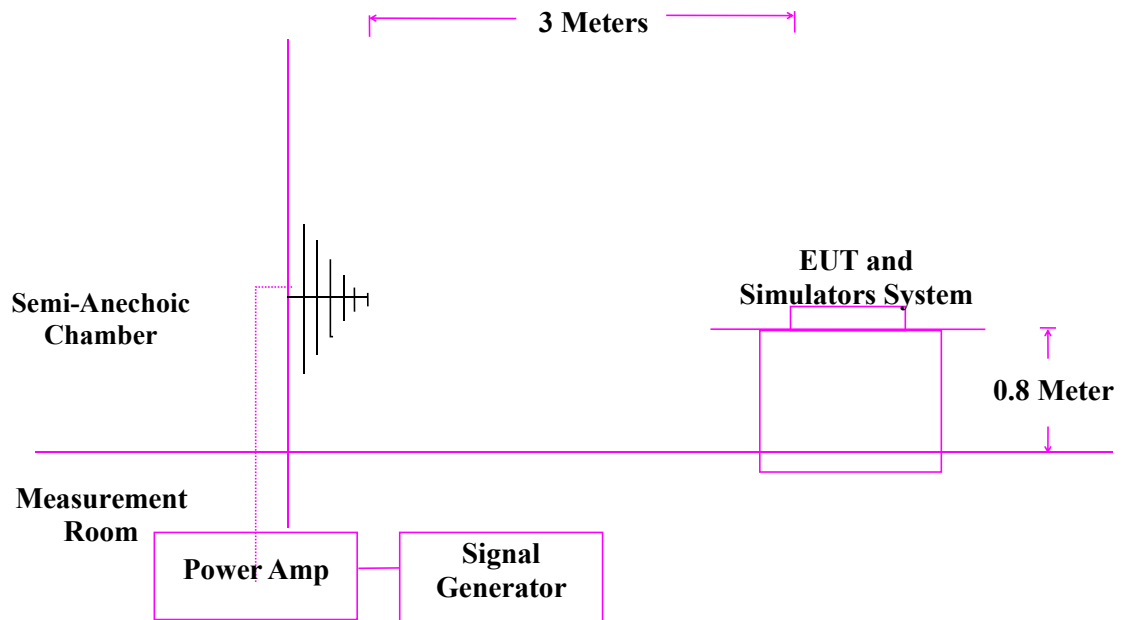 3 Meters
EUT and
Simulators System
Semi-Anechoic
Chamber
0.8 Meter
Measurement
Room
Power Amp
Signal
Generator